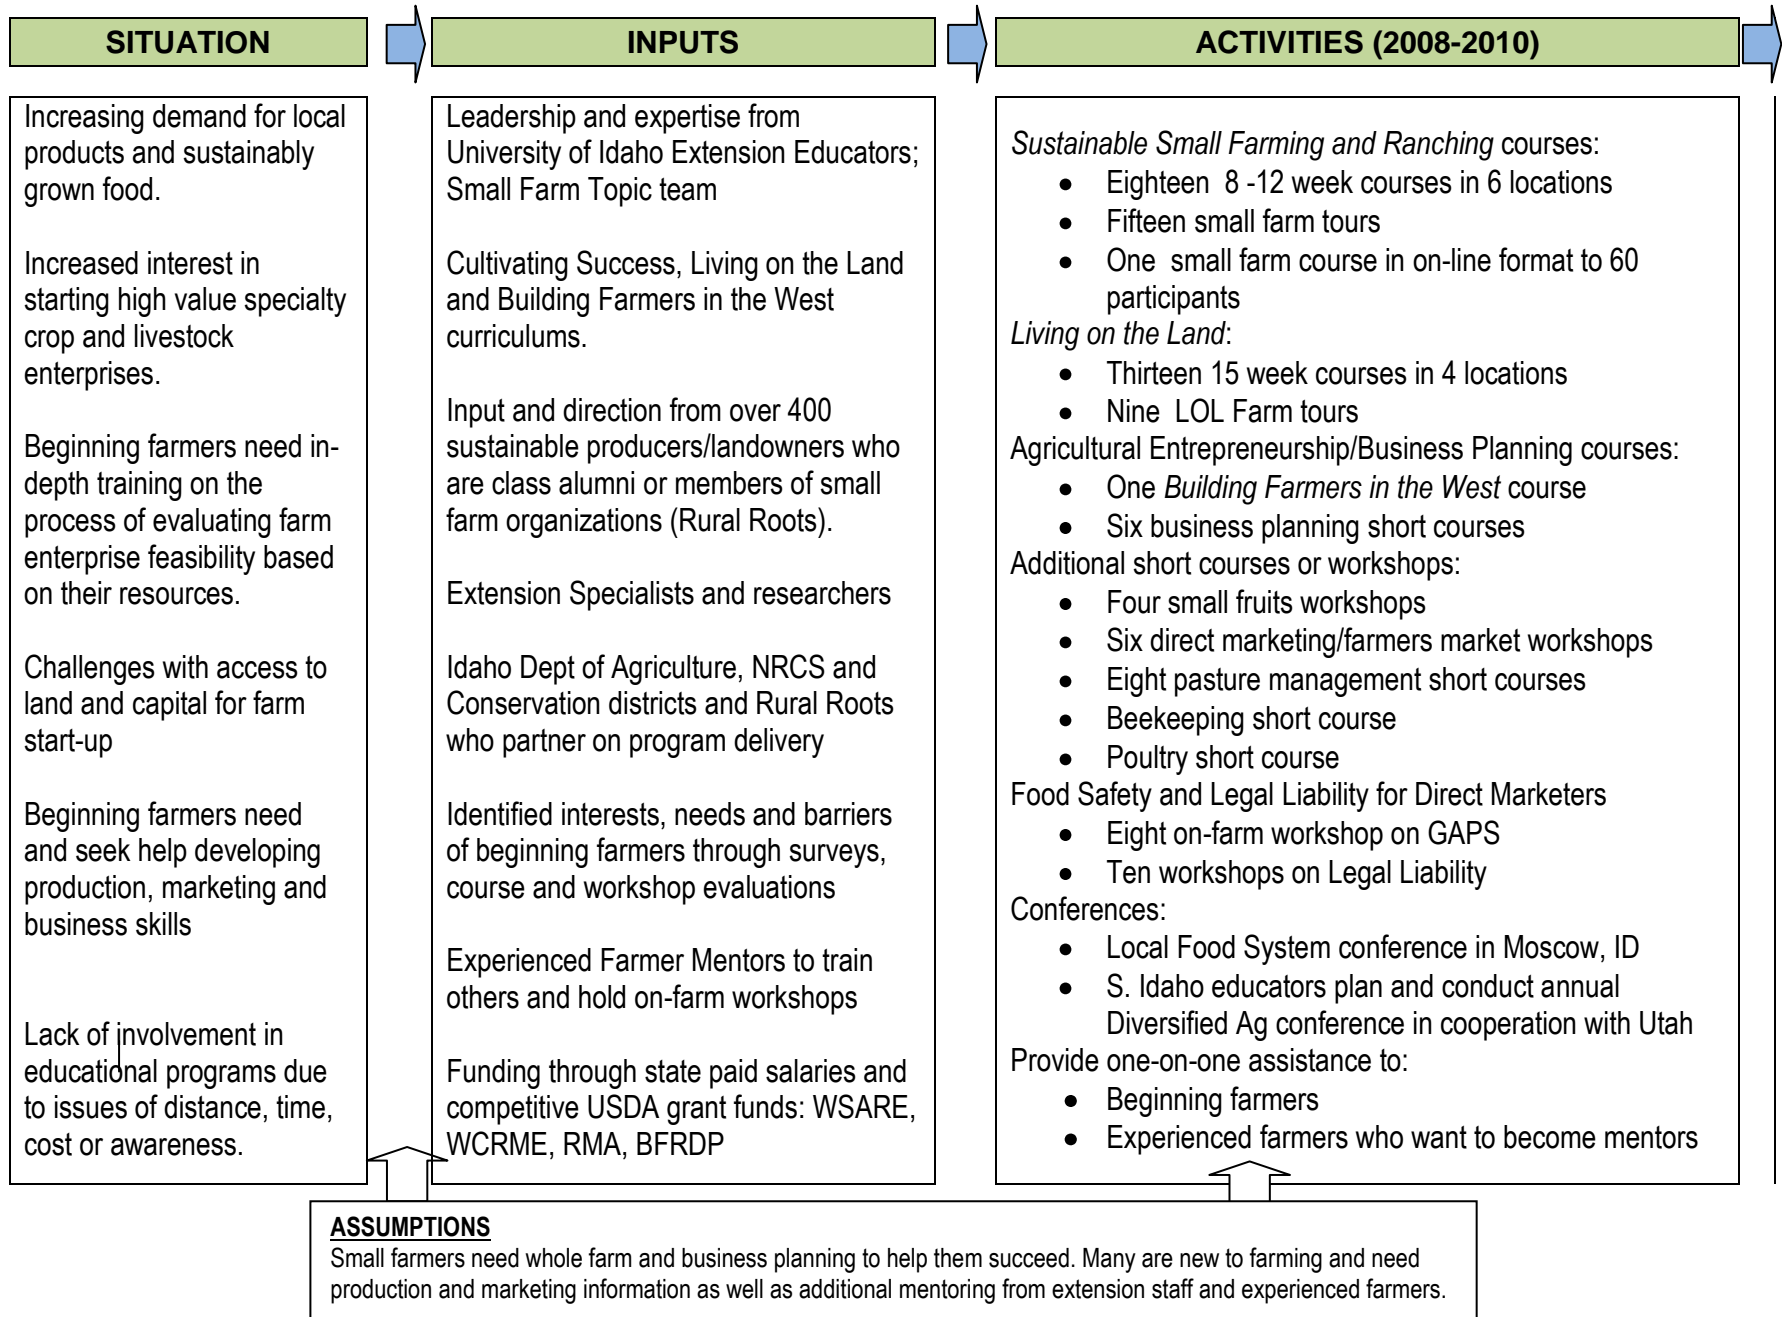 SITUATION
INPUTS
ACTIVITIES (2008-2010)
Increasing demand for local
products and sustainably
grown food.
Increased interest in
starting high value specialty
crop and livestock
enterprises.
Beginning farmers need in-
depth training on the
process of evaluating farm
enterprise feasibility based
on their resources.
Challenges with access to
land and capital for farm
start-up
Beginning farmers need
and seek help developing
production, marketing and
business skills
Lack of involvement in
educational programs due
to issues of distance, time,
cost or awareness.
Leadership and expertise from
University of Idaho Extension Educators;
Small Farm Topic team
Cultivating Success, Living on the Land
and Building Farmers in the West
curriculums.
Input and direction from over 400
sustainable producers/landowners who
are class alumni or members of small
farm organizations (Rural Roots).
Extension Specialists and researchers
Idaho Dept of Agriculture, NRCS and
Conservation districts and Rural Roots
who partner on program delivery
Identified interests, needs and barriers
of beginning farmers through surveys,
course and workshop evaluations
Experienced Farmer Mentors to train
others and hold on-farm workshops
Funding through state paid salaries and
competitive USDA grant funds: WSARE,
WCRME, RMA, BFRDP
Sustainable Small Farming and Ranching courses:
• Eighteen 8 -12 week courses in 6 locations
• Fifteen small farm tours
• One small farm course in on-line format to 60
participants
Living on the Land:
• Thirteen 15 week courses in 4 locations
• Nine LOL Farm tours
Agricultural Entrepreneurship/Business Planning courses:
• One Building Farmers in the West course
• Six business planning short courses
Additional short courses or workshops:
• Four small fruits workshops
• Six direct marketing/farmers market workshops
• Eight pasture management short courses
• Beekeeping short course
• Poultry short course
Food Safety and Legal Liability for Direct Marketers
• Eight on-farm workshop on GAPS
• Ten workshops on Legal Liability
Conferences:
• Local Food System conference in Moscow, ID
• S. Idaho educators plan and conduct annual
Diversified Ag conference in cooperation with Utah
Provide one-on-one assistance to:
• Beginning farmers
• Experienced farmers who want to become mentors
ASSUMPTIONS
Small farmers need whole farm and business planning to help them succeed. Many are new to farming and need
production and marketing information as well as additional mentoring from extension staff and experienced farmers.